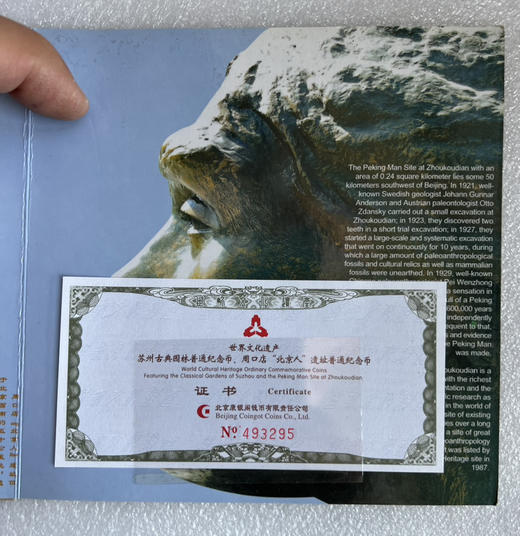 The Peking Man Site at Zhoukoudian with an
area of 0.24 square kilometer lies some 50
kilometers southwest of Beijing. In 1921, well-
known Swedish geologist Johann Gunnar
Anderson and Austrian paleontologist Otto
Zdansky carried out a small excavation at
Zhoukoudian; in 1923, they discovered two
teeth in a short trial excavation; in 1927, they
started a large-scale and systematic excavation
that went on continuously for 10 years, during
which a large amount of paleoanthropological
fossils and cultural relics as well as mammalian
fossils were unearthed. In 1929, well-known
Pei Wenzhong
a sensation in
ull of a Peking
600,000 years
independently
equent to that,
s and evidence
Peking Man
was made.
oukoudian is a
with the richest
entation and the
ic research as
in the world of
site of existing
es over a long
a site of great
anthropology
t was listed by
Heritage site in
1987.
世界文化遗产
苏州古典园林普通纪念币、周口店“北京人”遗址普通纪念币
World Cultural Heritage Ordinary Commemorative Coins
Featuring the Classical Gardens of Suzhou and the Peking Man Site at Zhoukoudian
证书 Certificate
北京康银阁钱币有限责任公司
Beijing Coingot Coins Co., Ltd.
No. 493295